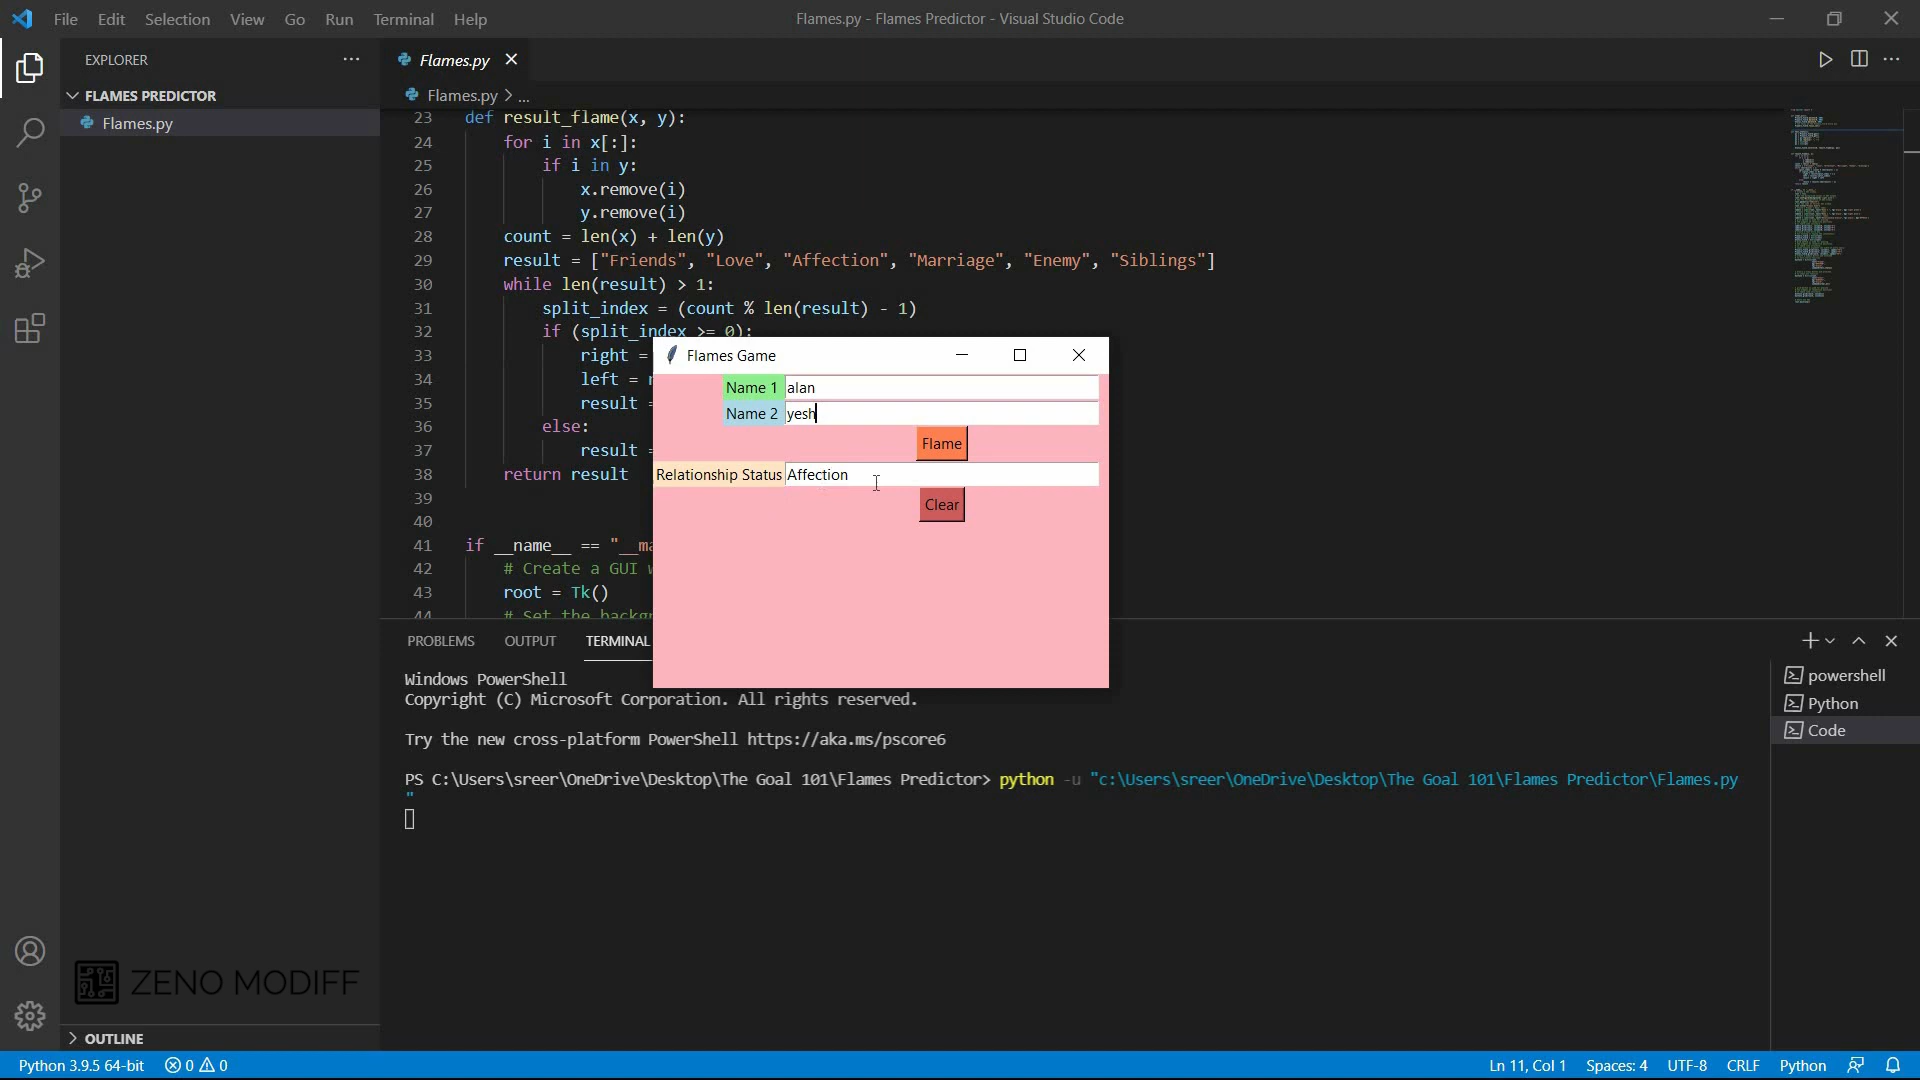 File Edit Selection View Go Run Terminal Help
Flames.py - Flames Predictor - Visual Studio Code
EXPLORER
FLAMES PREDICTOR
Flames.py
OUTLINE
Flames.py
Flames.py > ...
23 def result_flame(x, y):
24 for i in x[:]:
25 if i in y:
26 x.remove(i)
27 y.remove(i)
28 count = len(x) + len(y)
29 result = ["Friends", "Love", "Affection", "Marriage", "Enemy", "Siblings"]
30 while len(result) > 1:
31 split_index = (count % len(result) - 1)
32 if (split_index >= 0):
33 right =
34 left =
35 result =
36 else:
37 result =
38 return result
39
40
41 if __name__ == "__ma
42 # Create a GUI
43 root = Tk()
44 # Set the backg
Flames Game
Name 1 alan
Name 2 yesh
Flame
Relationship Status Affection
Clear
PROBLEMS OUTPUT TERMINAL
Windows PowerShell
Copyright (C) Microsoft Corporation. All rights reserved.
Try the new cross-platform PowerShell https://aka.ms/pscore6
PS C:\Users\sreer\OneDrive\Desktop\The Goal 101\Flames Predictor> python -u "c:\Users\sreer\OneDrive\Desktop\The Goal 101\Flames Predictor\Flames.py
"
powershell
Python
Code
ZENO MODIFF
Python 3.9.5 64-bit 0 0 Ln 11, Col 1 Spaces: 4 UTF-8 CRLF Python